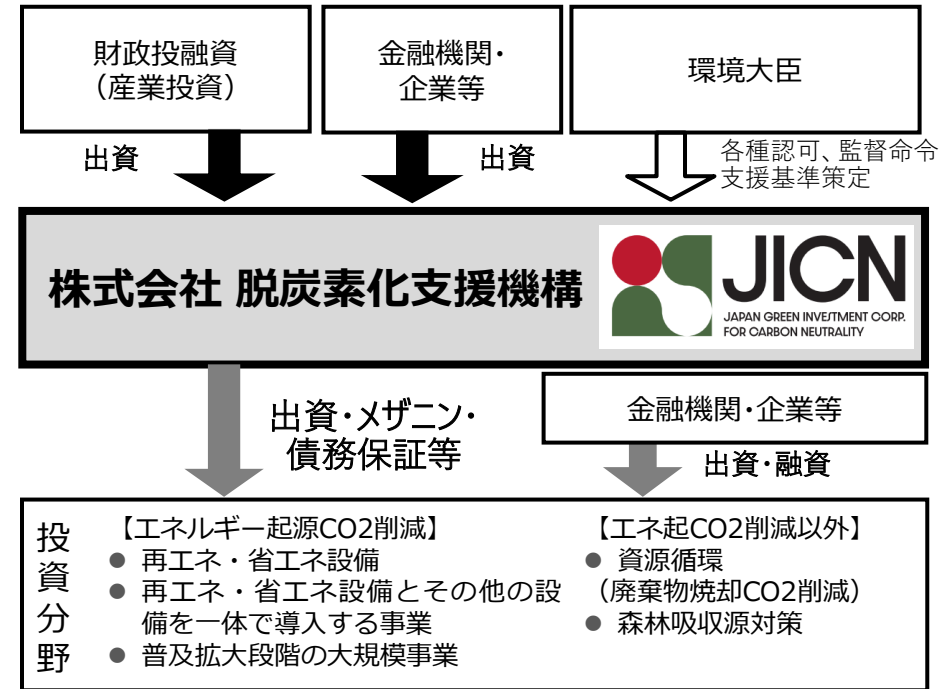 財政投融資
（産業投資）
金融機関・
企業等
環境大臣
出資
出資
各種認可、監督命令
支援基準策定
株式会社 脱炭素化支援機構
JICN
JAPAN GREEN INVESTMENT CORP.
FOR CARBON NEUTRALITY
出資・メザニン・
債務保証等
金融機関・企業等
出資・融資
投資分野
【エネルギー起源CO2削減】
● 再エネ・省エネ設備
● 再エネ・省エネ設備とその他の設
備を一体で導入する事業
● 普及拡大段階の大規模事業
【エネ起CO2削減以外】
● 資源循環
（廃棄物焼却CO2削減）
● 森林吸収源対策